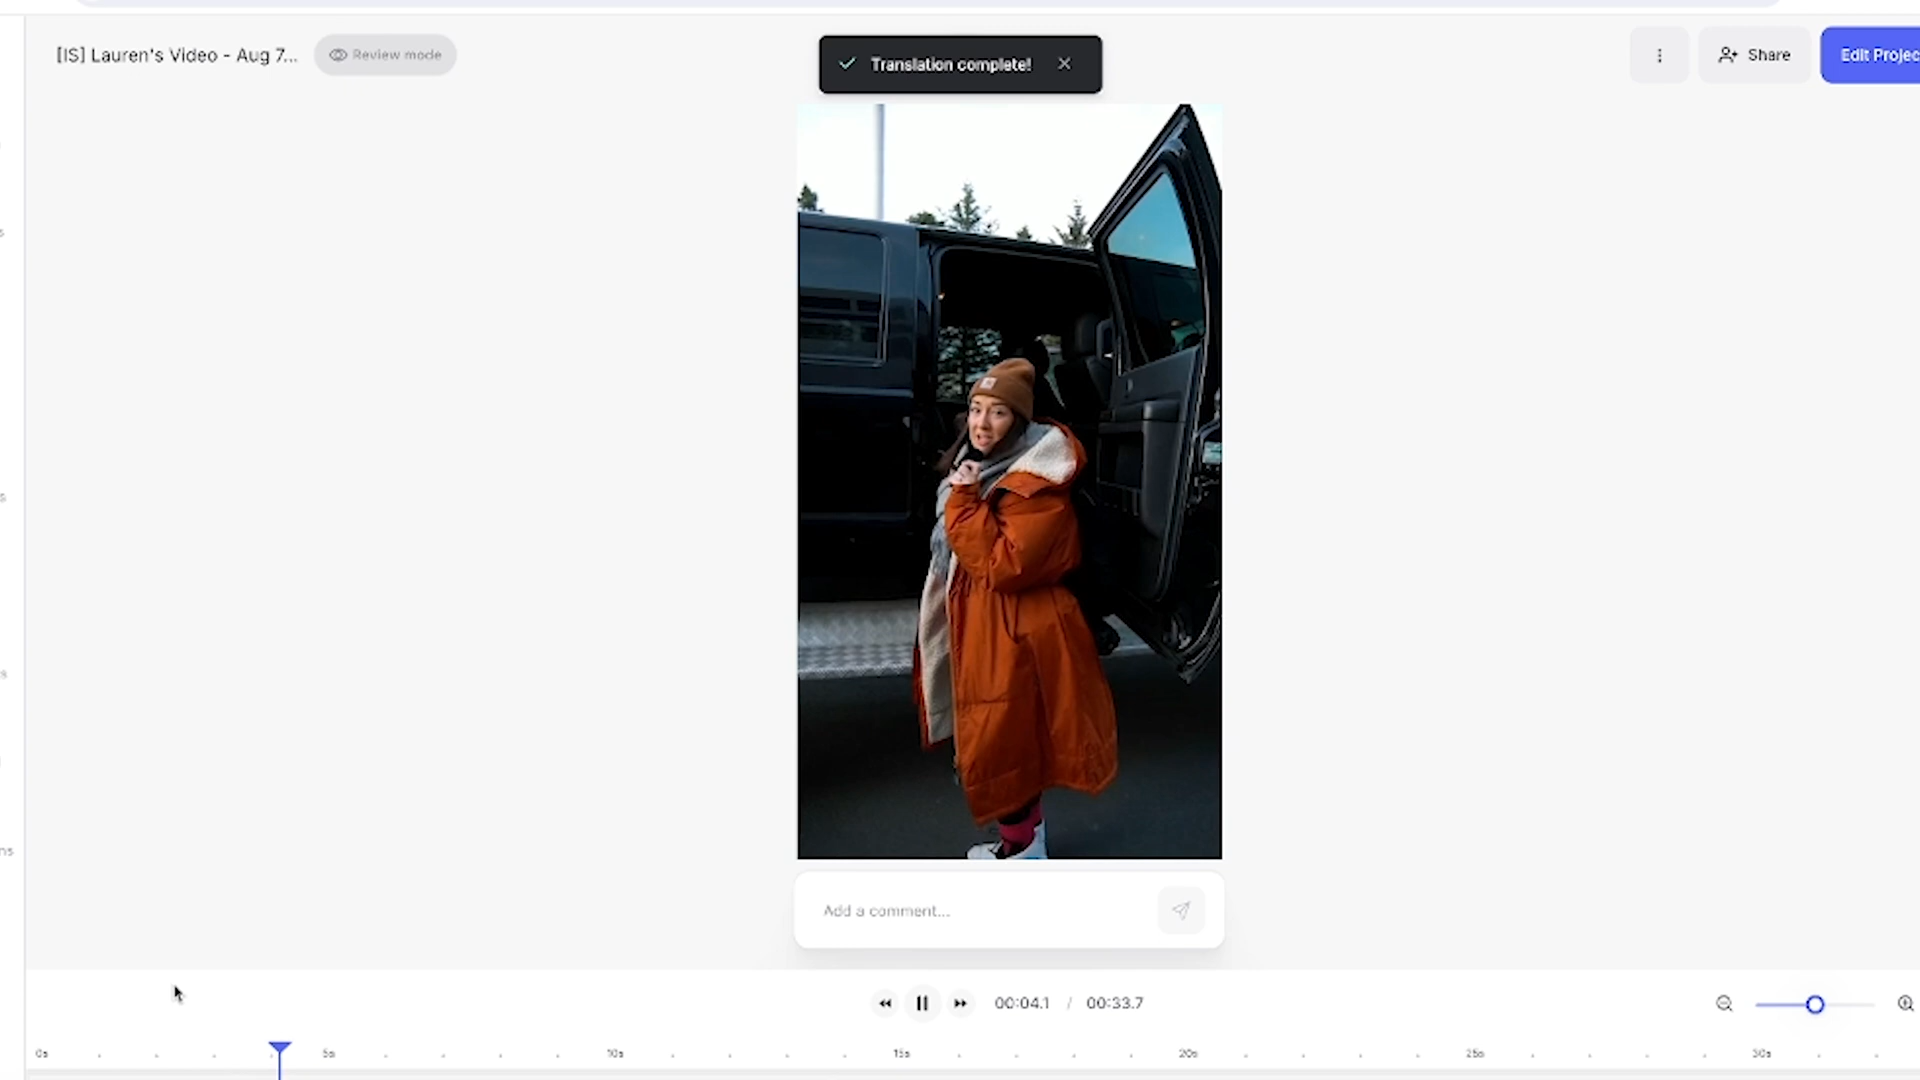 [IS] Lauren's Video - Aug 7...
Review mode
Translation complete!
Share
Edit Projec
Add a comment...
00:04.1 / 00:33.7
0s 5s 10s 15s 20s 25s 30s